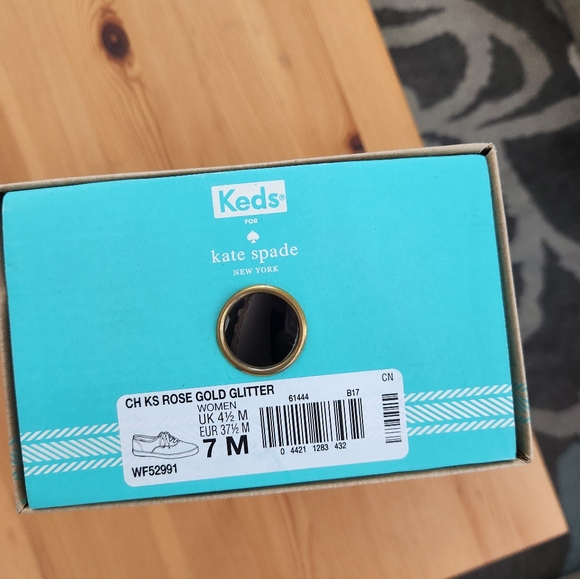 Keds®
FOR
kate spade
NEW YORK
CH KS ROSE GOLD GLITTER
WOMEN
UK 4½ M
EUR 37½ M
7 M
WF52991
61444
B17
0 4421 1283 432
CN